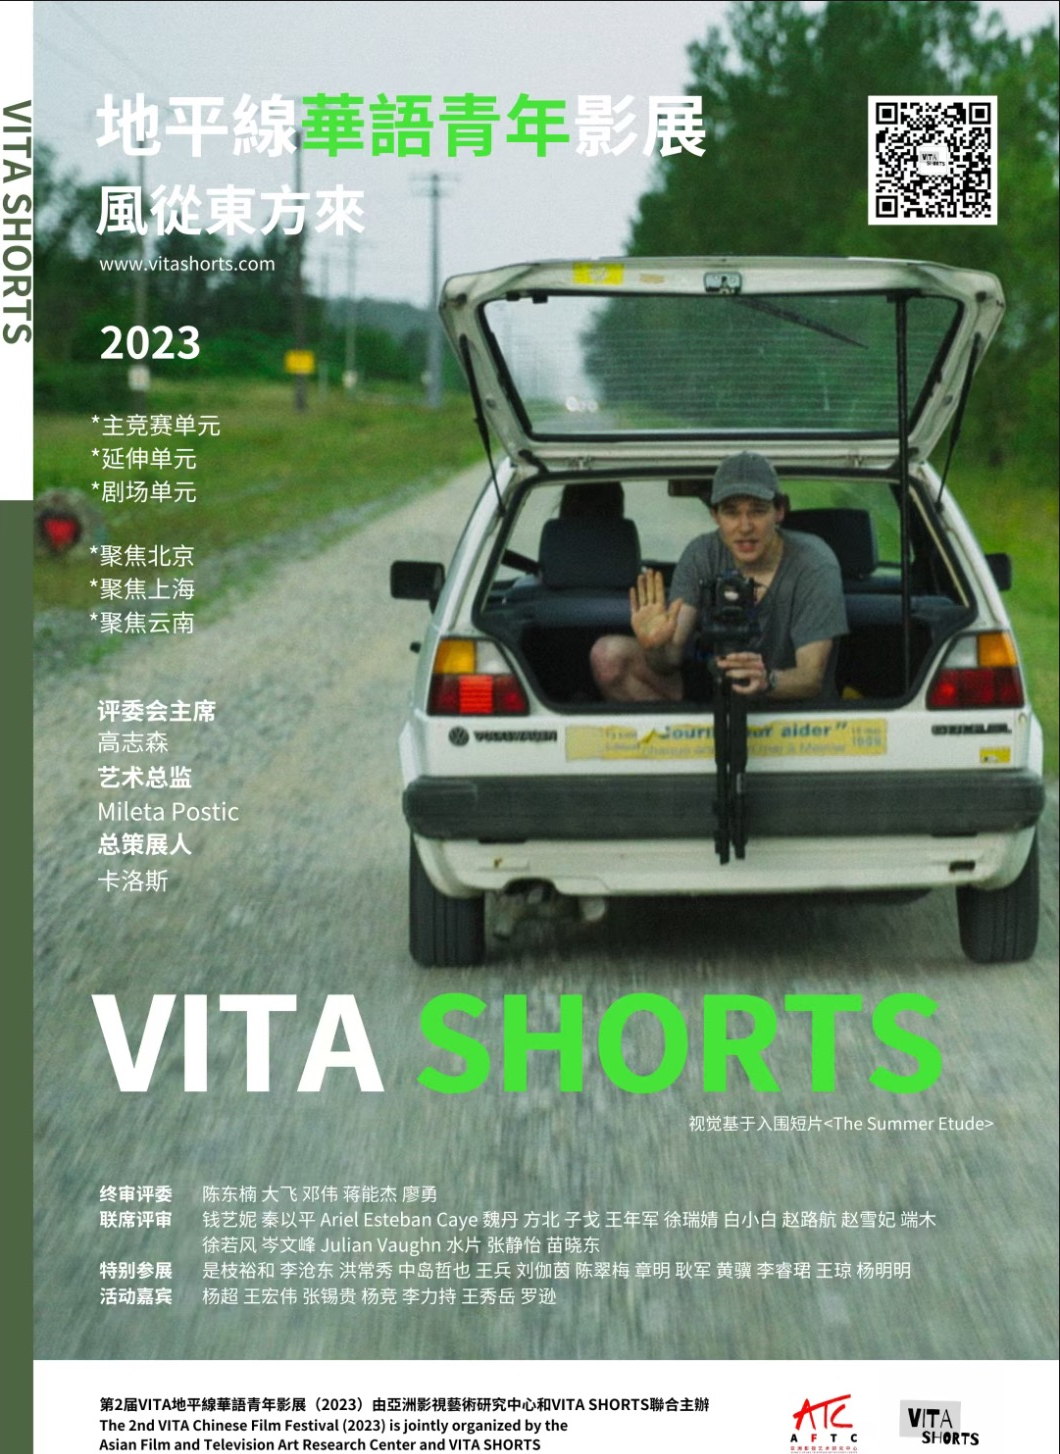 VITA SHORTS
地平線華語青年影展
風從東方來
www.vitashorts.com
VITA SHORTS
2023
*主竞赛单元
*延伸单元
*剧场单元
*聚焦北京
*聚焦上海
*聚焦云南
评委会主席
高志森
艺术总监
Mileta Postic
总策展人
卡洛斯
VOLKSWAGEN
VITA SHORTS
视觉基于入围短片<The Summer Etude>
终审评委 陈东楠 大飞 邓伟 蒋能杰 廖勇
联席评审 钱艺妮 秦以平 Ariel Esteban Caye 魏丹 方北 子戈 王年军 徐瑞婧 白小白 赵路航 赵雪妃 端木
徐若风 岑文峰 Julian Vaughn 水片 张静怡 苗晓东
特别参展 是枝裕和 李沧东 洪常秀 中岛哲也 王兵 刘伽茵 陈翠梅 章明 耿军 黄骥 李睿珺 王琼 杨明明
活动嘉宾 杨超 王宏伟 张锡贵 杨竞 李力持 王秀岳 罗逊
第2届VITA地平線華語青年影展（2023）由亞洲影視藝術研究中心和VITA SHORTS聯合主辦
The 2nd VITA Chinese Film Festival (2023) is jointly organized by the
Asian Film and Television Art Research Center and VITA SHORTS
ATC
AFTC
VITA
SHORTS